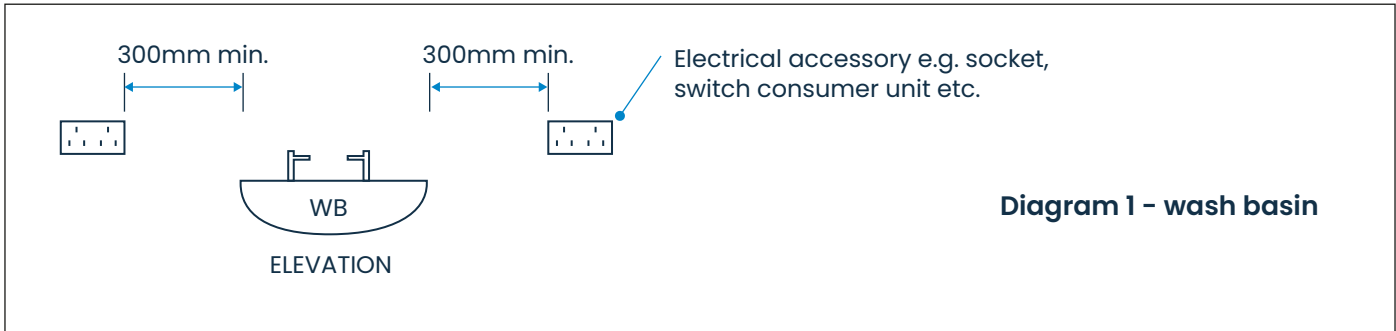 300mm min.
300mm min.
Electrical accessory e.g. socket,
switch consumer unit etc.
WB
Diagram 1 - wash basin
ELEVATION